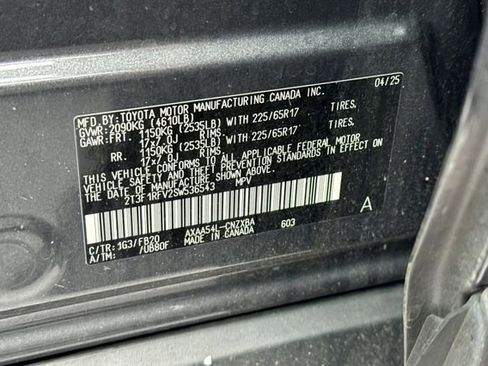 MFD.BY:TOYOTA MOTOR MANUFACTURING CANADA INC. 04/25
GVWR:2090KG (4610LB)
GAWR:FRT. 1150KG (2535LB) WITH 225/65R17 TIRES.
17x7.0J RIMS.
RR. 1150KG (2535LB) WITH 225/65R17 TIRES.
17x7.0J RIMS.
THIS VEHICLE CONFORMS TO ALL APPLICABLE FEDERAL MOTOR
VEHICLE SAFETY AND THEFT PREVENTION STANDARDS IN EFFECT ON
THE DATE OF MANUFACTURE SHOWN ABOVE.
2T3F1RFV2SW536543 MPV A
C/TR:1G3/FB20 AXAA54L-CNZXBA 603
A/TM: /UB80F MADE IN CANADA